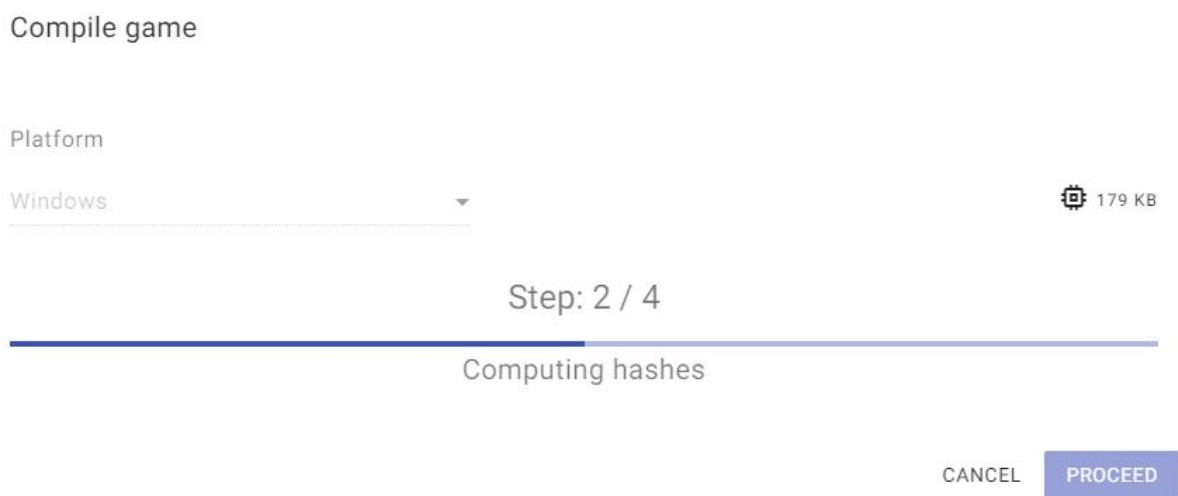 Compile game
Platform
Windows
179 KB
Step: 2 / 4
Computing hashes
CANCEL
PROCEED